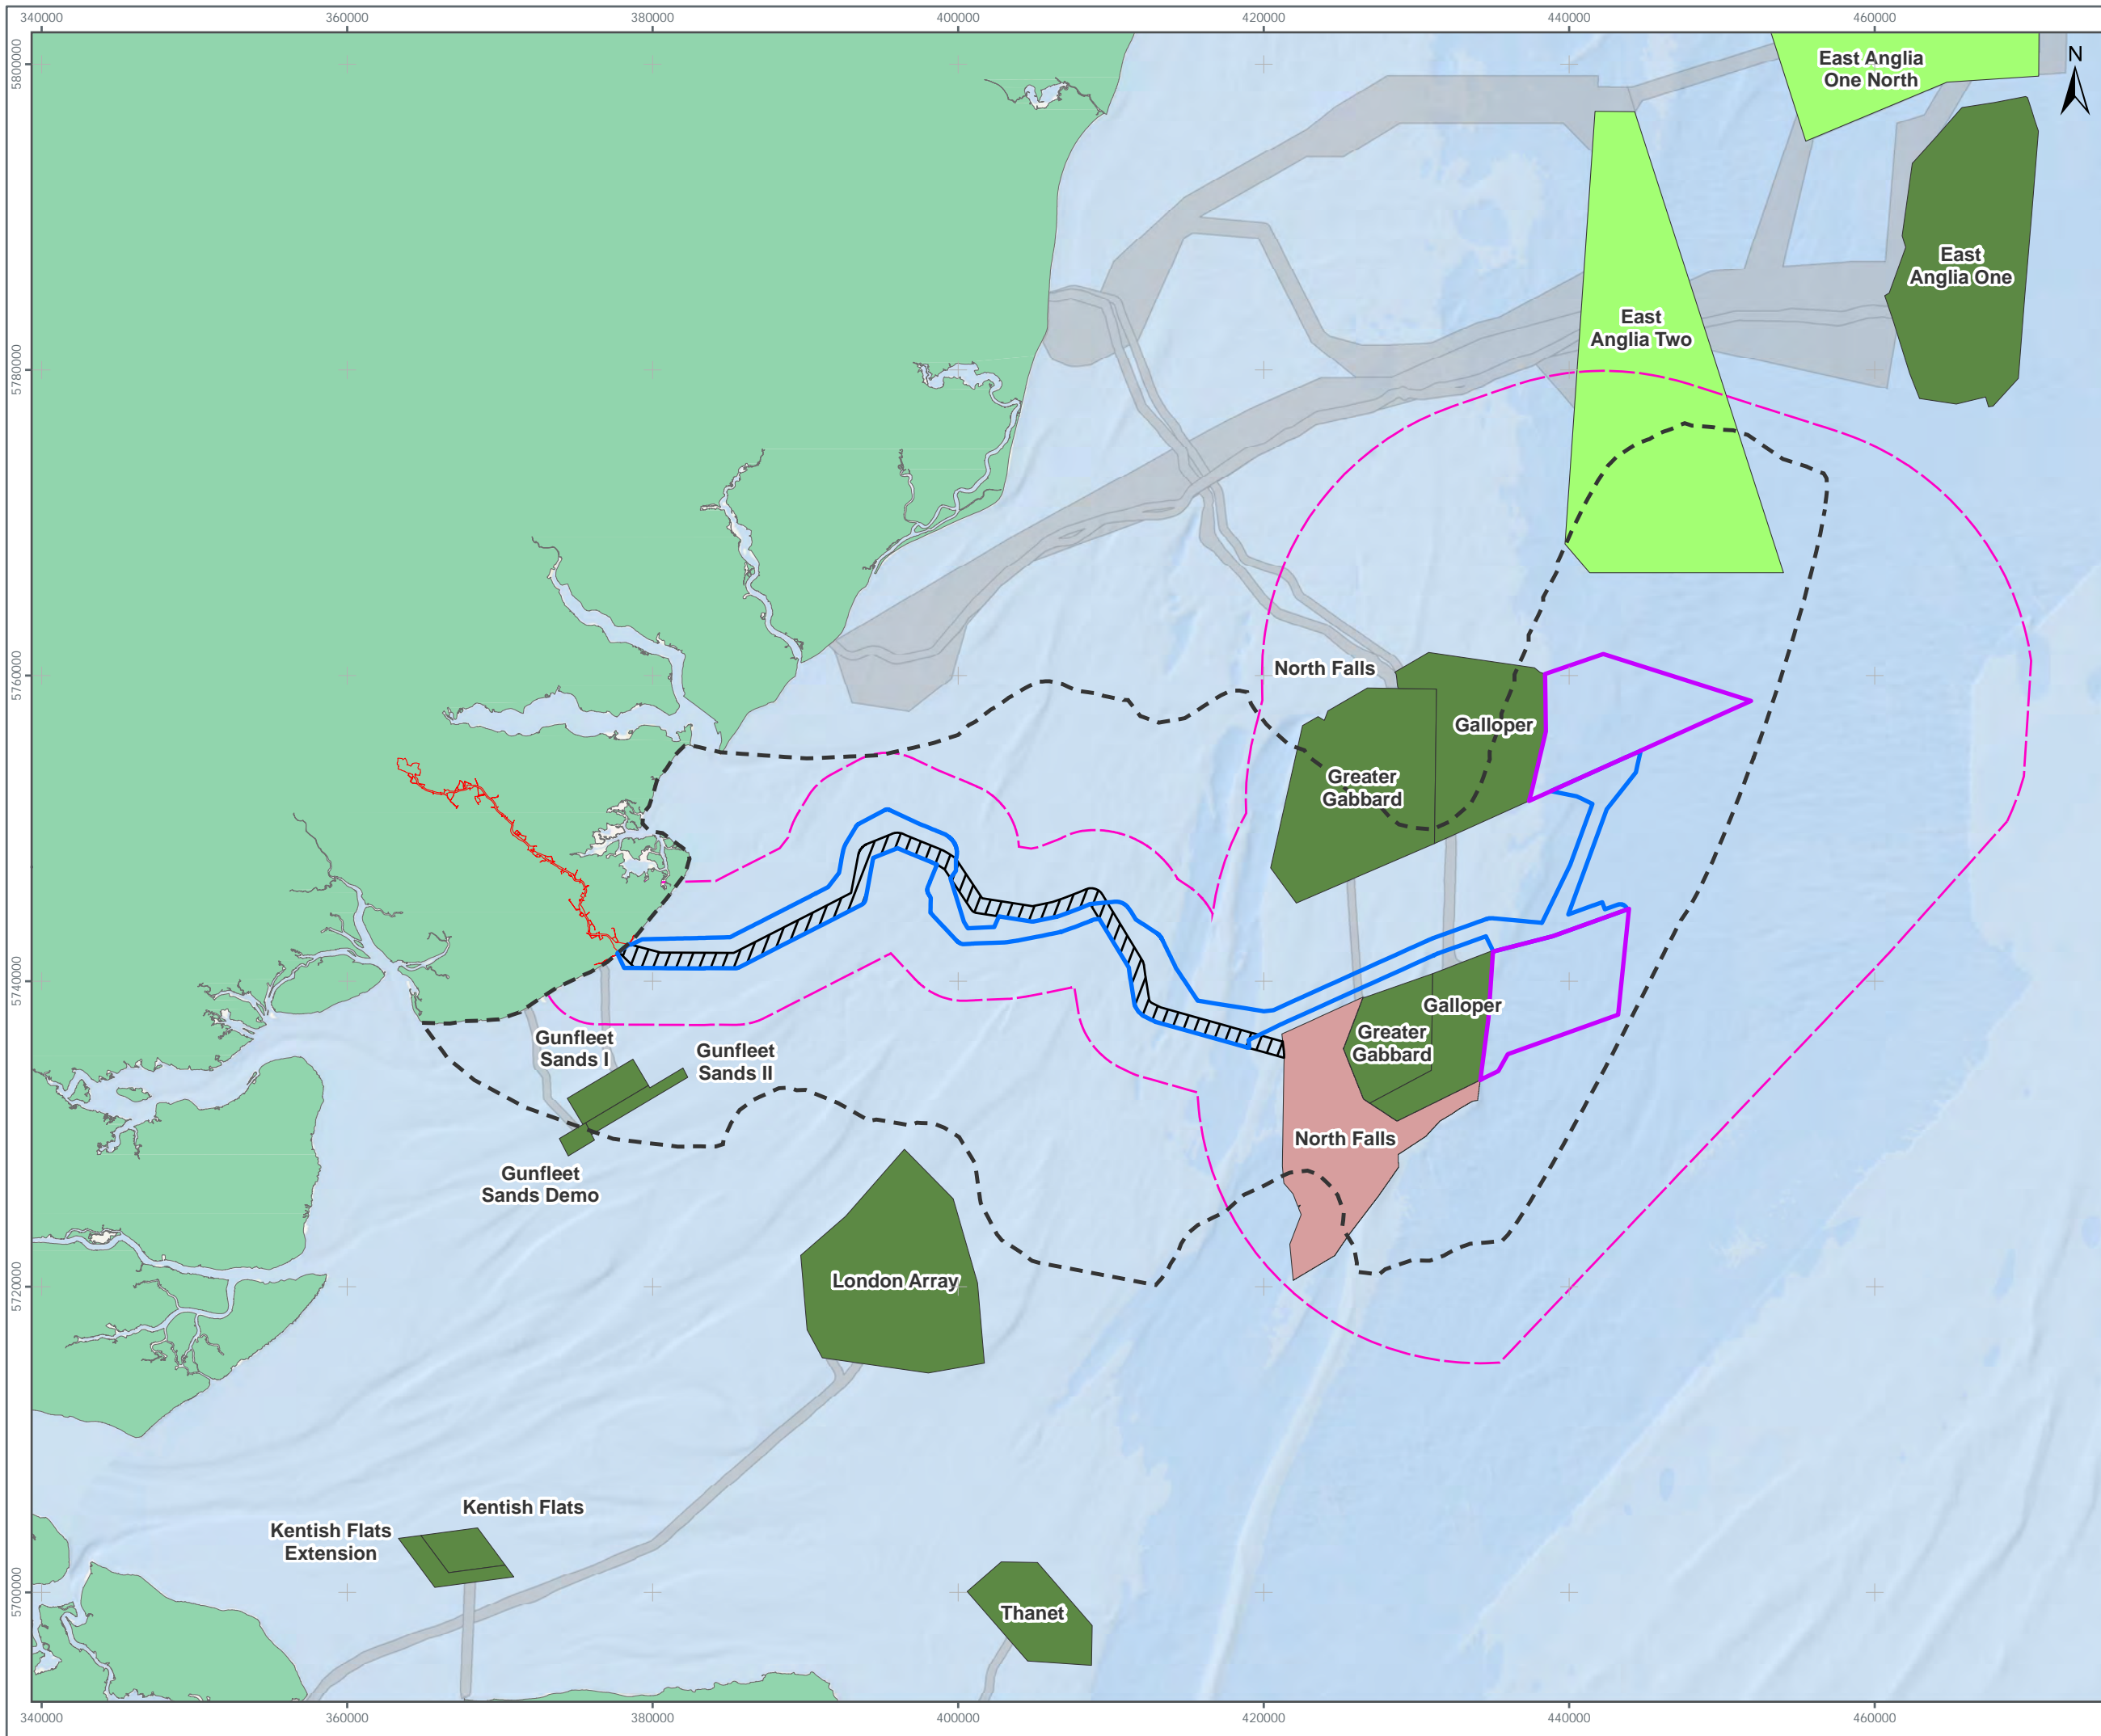 340000
360000
380000
400000
420000
440000
460000
5800000
5780000
5760000
5740000
5720000
5700000
N
East Anglia
One North
East
Anglia One
East
Anglia Two
North Falls
Galloper
Greater
Gabbard
Galloper
Greater
Gabbard
North Falls
Gunfleet
Sands I
Gunfleet
Sands II
Gunfleet
Sands Demo
London Array
Kentish Flats
Kentish Flats
Extension
Thanet
340000
360000
380000
400000
420000
440000
460000